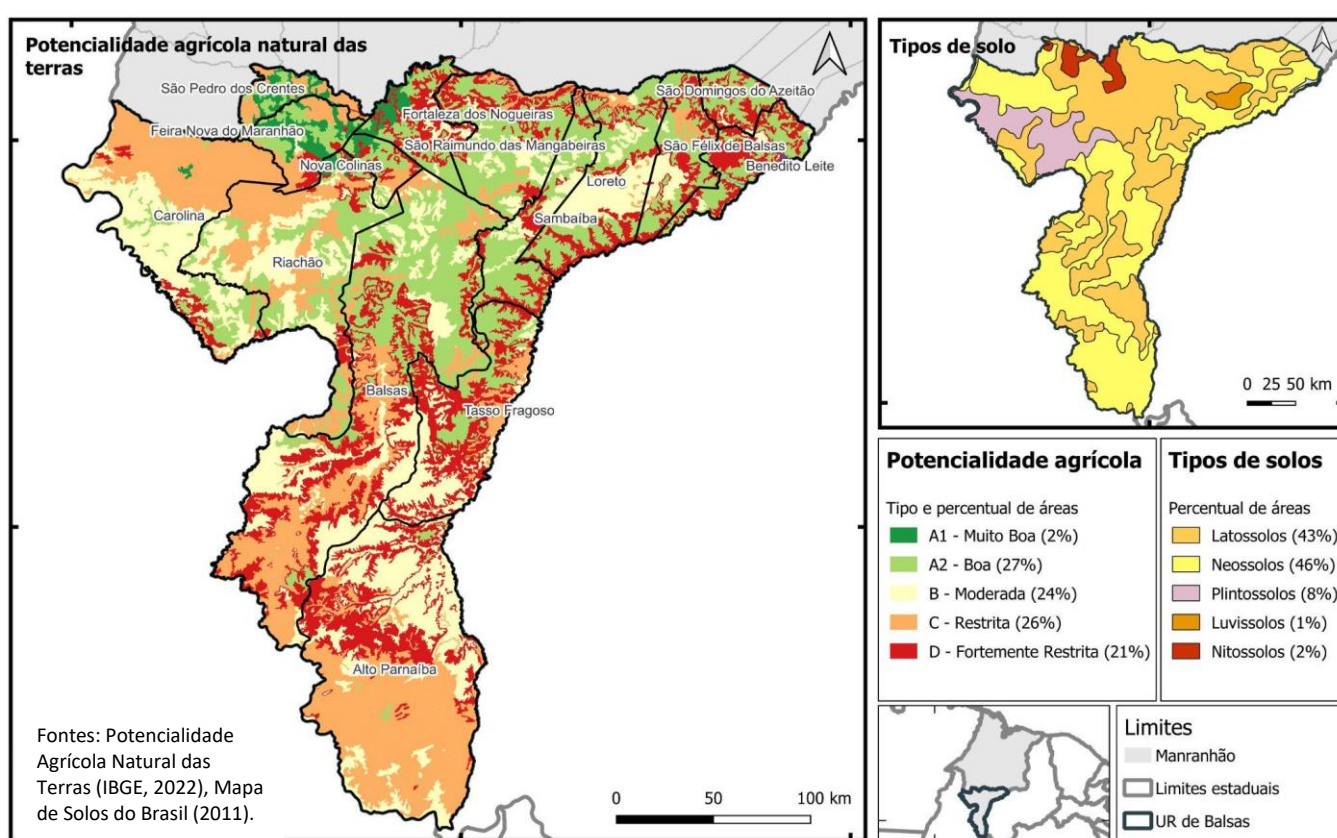 Potencialidade agrícola natural das
terras
São Pedro dos Crentes
Feira Nova do Maranhão
Fortaleza dos Nogueiras
São Domingos do Azeitão
São Raimundo das Mangabeiras
São Félix de Balsas
Nova Colinas
Benedito Leite
Loreto
Carolina
Sambaíba
Riachão
Balsas
Tasso Fragoso
Alto Parnaíba
Fontes: Potencialidade
Agrícola Natural das
Terras (IBGE, 2022), Mapa
de Solos do Brasil (2011).
0 50 100 km
Tipos de solo
0 25 50 km
Potencialidade agrícola
Tipo e percentual de áreas
A1 - Muito Boa (2%)
A2 - Boa (27%)
B - Moderada (24%)
C - Restrita (26%)
D - Fortemente Restrita (21%)
Tipos de solos
Percentual de áreas
Latossolos (43%)
Neossolos (46%)
Plintossolos (8%)
Luvissolos (1%)
Nitossolos (2%)
Limites
Manranhão
Limites estaduais
UR de Balsas